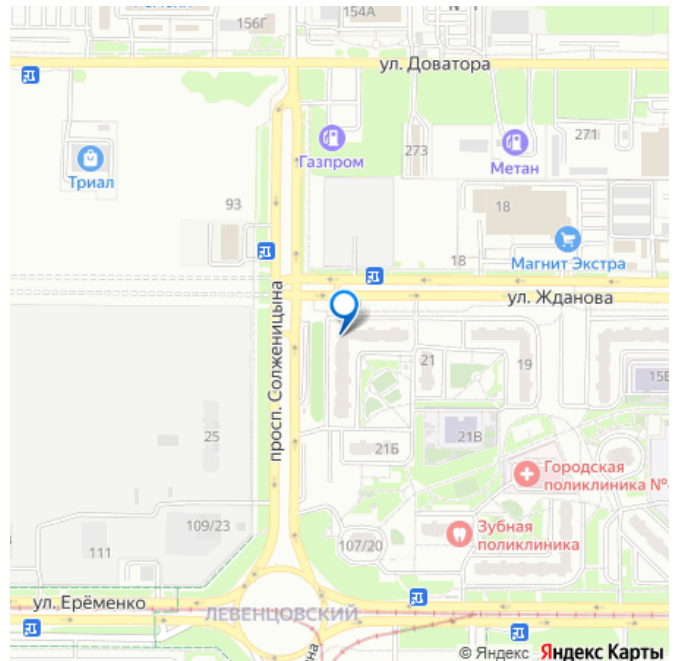 156Г
154А
ул. Доватора
Газпром
273
Метан
271
Триал
93
18
Магнит Экстра
18
ул. Жданова
просп. Солженицына
21
19
25
21Б
21В
Городская
поликлиника №
109/23
111
107/20
Зубная
поликлиника
ул. Ерёменко
ЛЕВЕНЦОВСКИЙ
© Яндекс Яндекс Карты